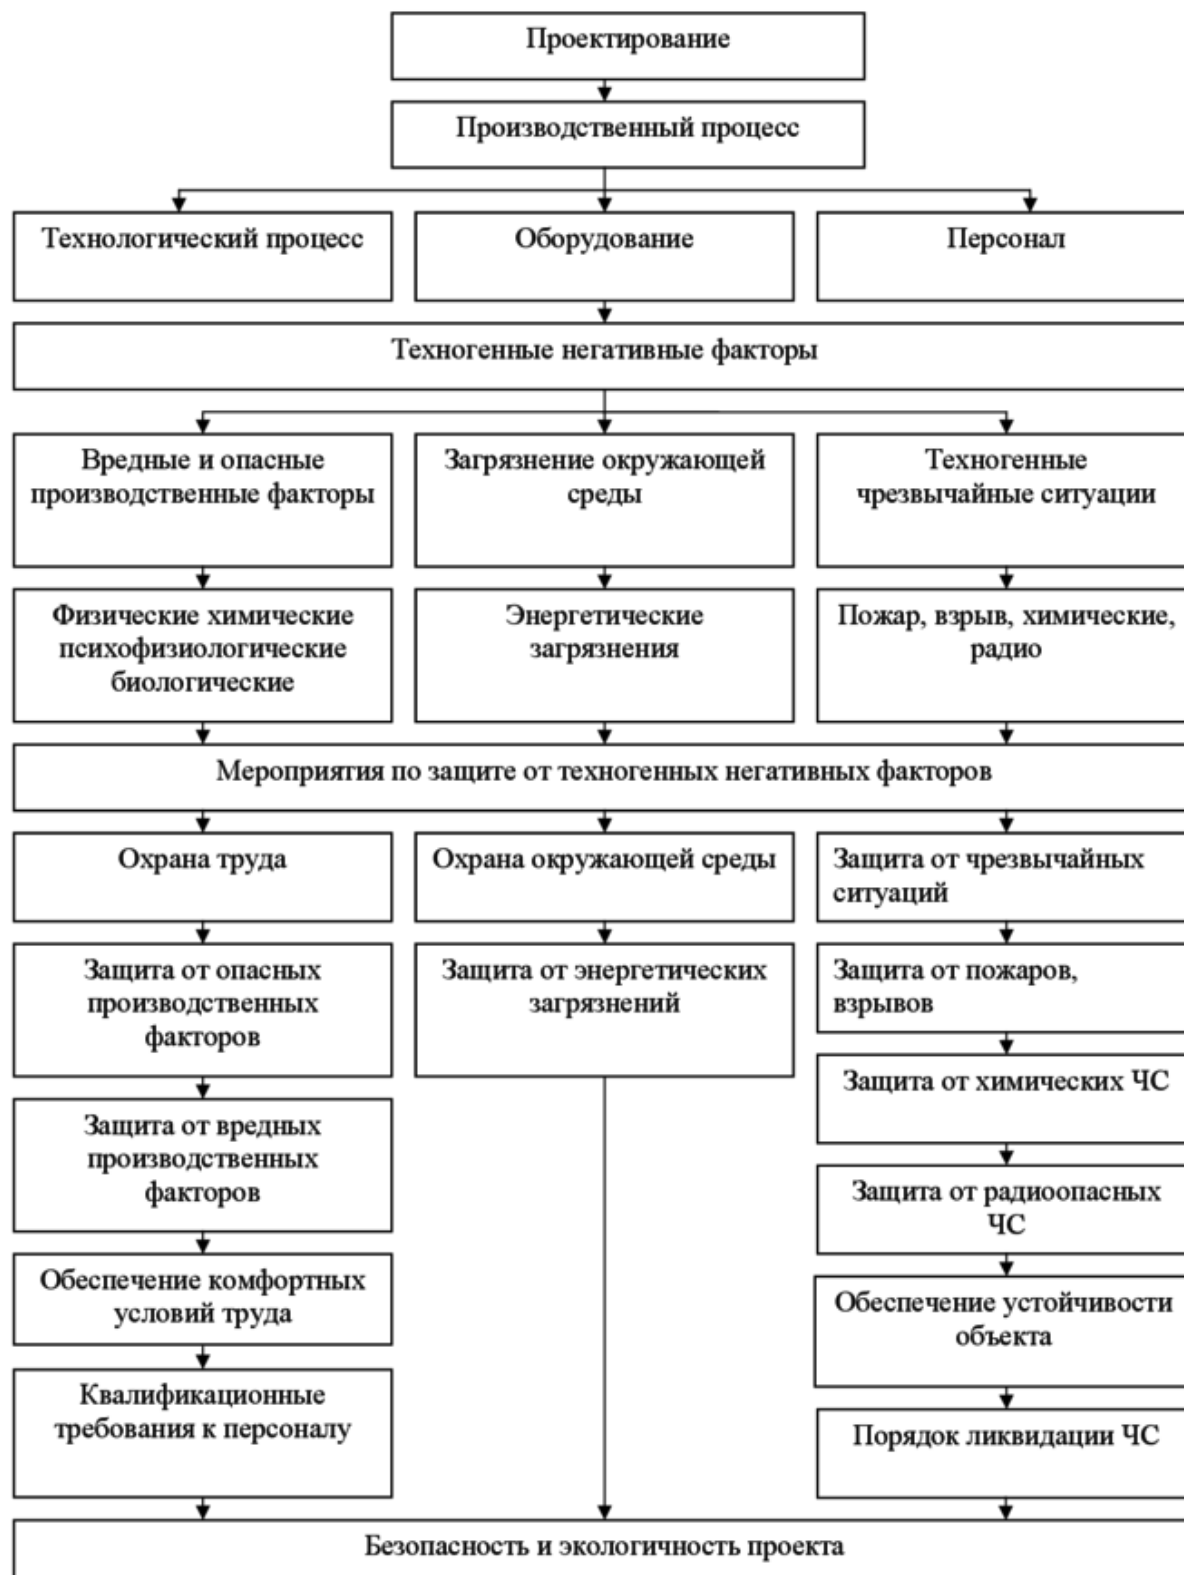 Проектирование
Производственный процесс
Технологический процесс
Оборудование
Персонал
Техногенные негативные факторы
Вредные и опасные
производственные факторы
Загрязнение окружающей
среды
Техногенные
чрезвычайные ситуации
Физические химические
психофизиологические
биологические
Энергетические
загрязнения
Пожар, взрыв, химические,
радио
Мероприятия по защите от техногенных негативных факторов
Охрана труда
Охрана окружающей среды
Защита от чрезвычайных
ситуаций
Защита от опасных
производственных
факторов
Защита от энергетических
загрязнений
Защита от пожаров,
взрывов
Защита от химических ЧС
Защита от вредных
производственных
факторов
Защита от радиоопасных
ЧС
Обеспечение комфортных
условий труда
Обеспечение устойчивости
объекта
Квалификационные
требования к персоналу
Порядок ликвидации ЧС
Безопасность и экологичность проекта